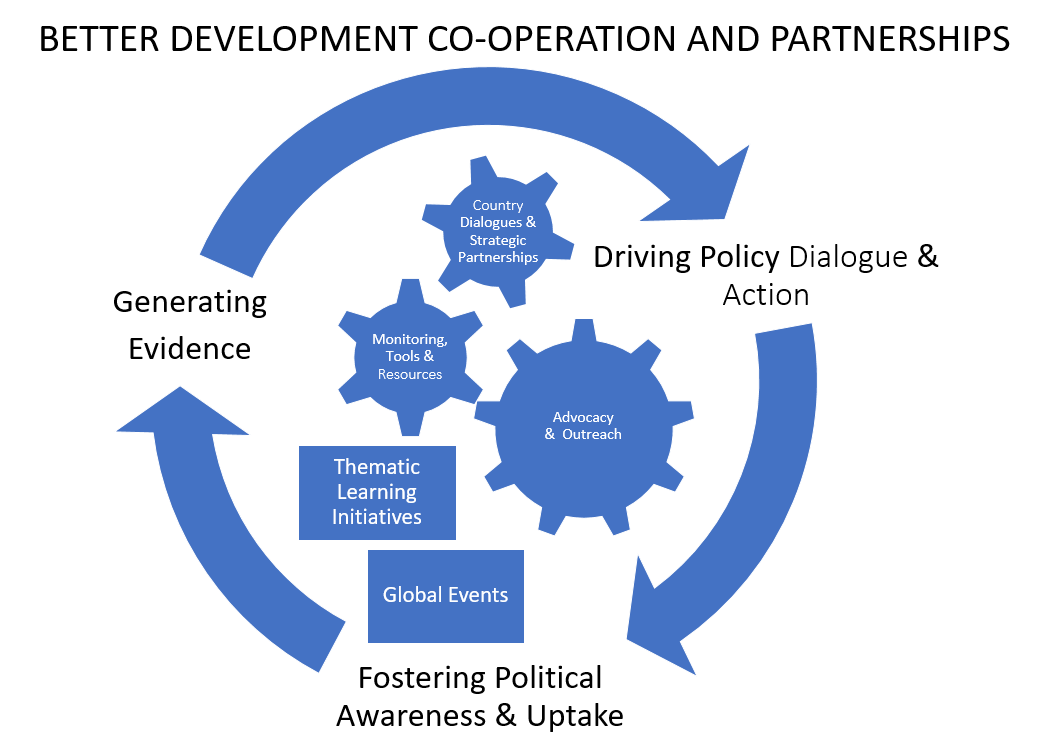 BETTER DEVELOPMENT CO-OPERATION AND PARTNERSHIPS
Country
Dialogues &
Strategic
Partnerships
Driving Policy Dialogue &
Action
Generating
Evidence
Monitoring,
Tools &
Resources
Advocacy
& Outreach
Thematic
Learning
Initiatives
Global Events
Fostering Political
Awareness & Uptake